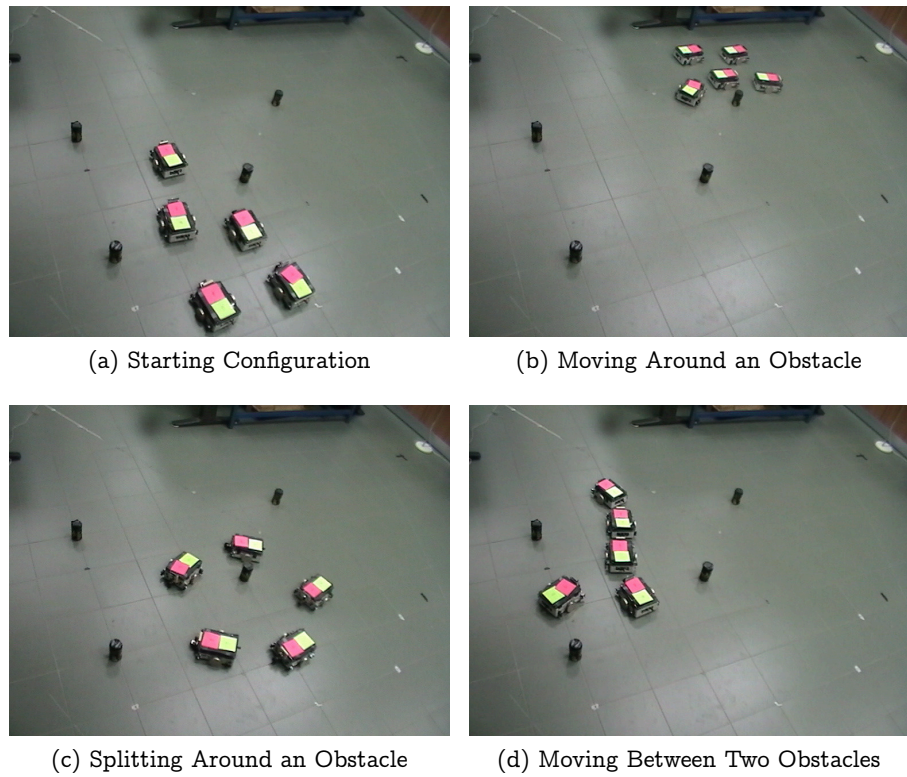 (a) Starting Configuration
(b) Moving Around an Obstacle
(c) Splitting Around an Obstacle
(d) Moving Between Two Obstacles